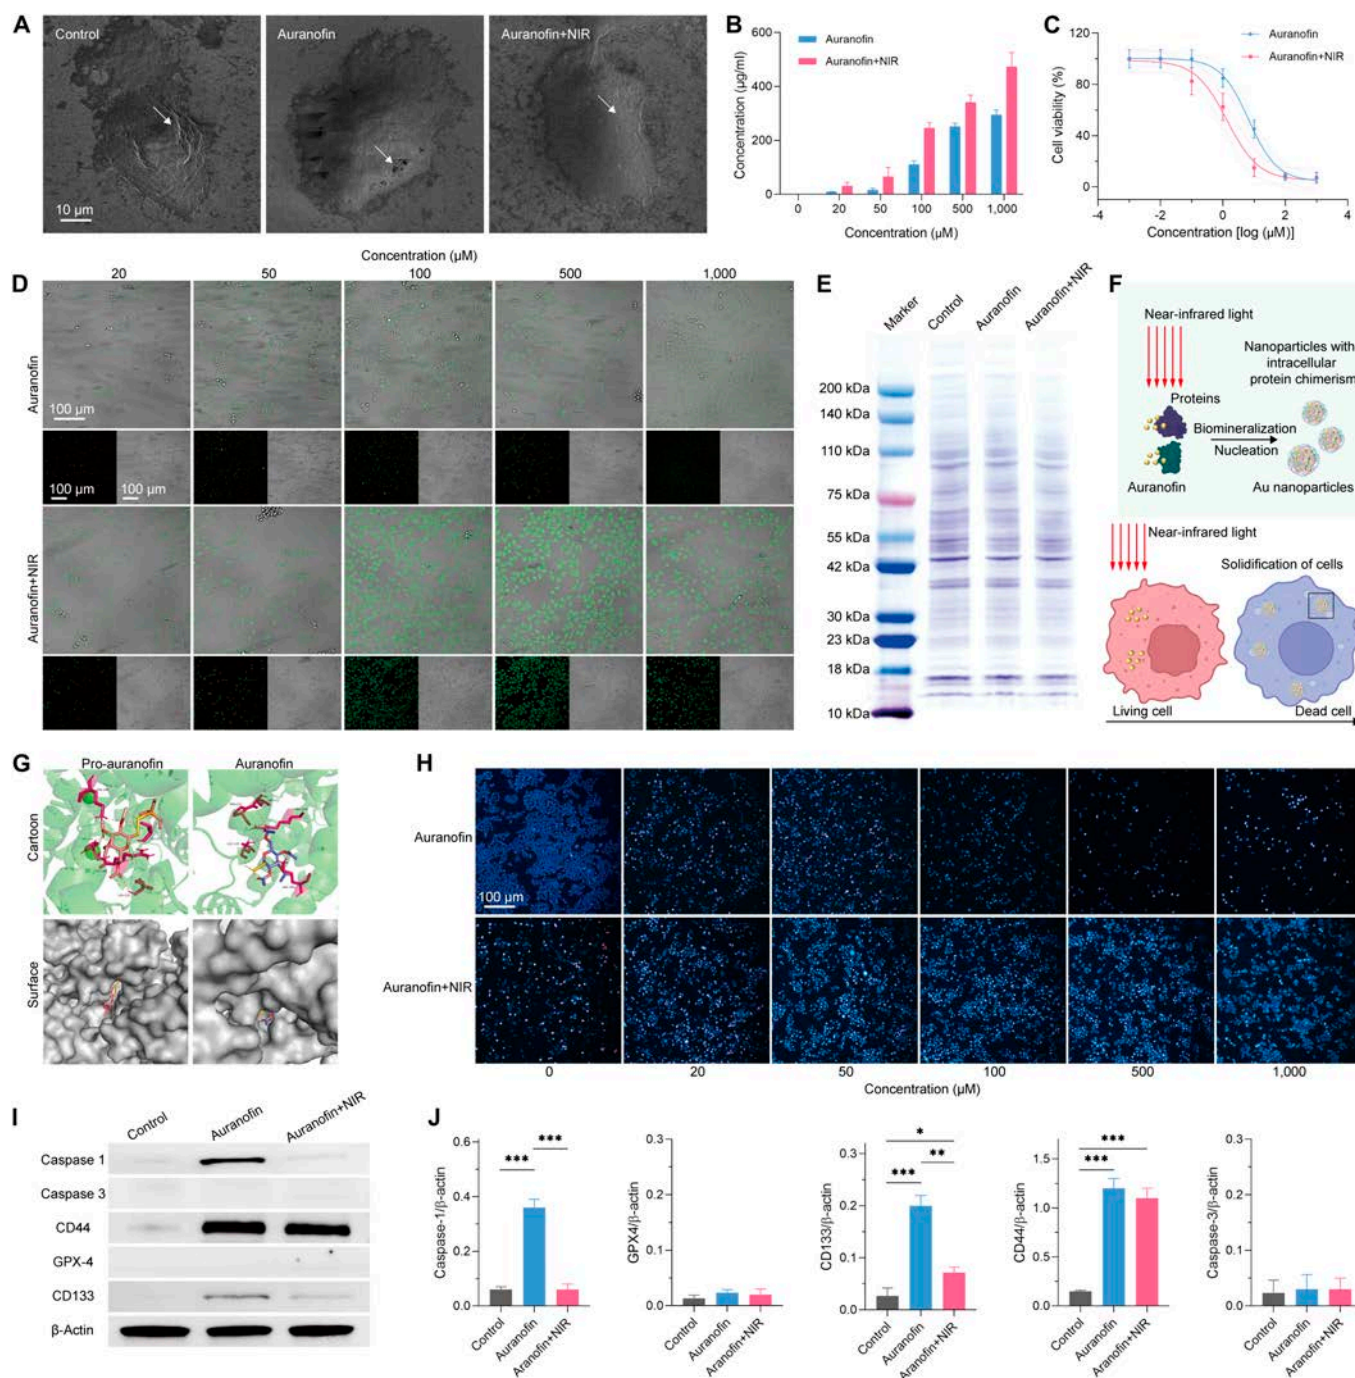 A
Control
Auranofin
Auranofin+NIR
10 µm
B
Auranofin
Auranofin+NIR
Concentration (µg/ml)
600
400
200
0
0
20
50
100
500
1,000
Concentration (µM)
C
Auranofin
Auranofin+NIR
Cell viability (%)
120
80
40
0
-4
-2
0
2
4
Concentration [log (µM)]
D
Concentration (µM)
20
50
100
500
1,000
Auranofin
100 µm
100 µm
100 µm
Auranofin+NIR
E
Marker
Control
Auranofin
Auranofin+NIR
200 kDa
140 kDa
110 kDa
75 kDa
55 kDa
42 kDa
30 kDa
23 kDa
18 kDa
10 kDa
F
Near-infrared light
Nanoparticles with
intracellular
protein chimerism
Proteins
Biomineralization
Nucleation
Auranofin
Au nanoparticles
Near-infrared light
Solidification of cells
Living cell
Dead cell
G
Pro-auranofin
Auranofin
Cartoon
Surface
H
Auranofin
100 µm
Auranofin+NIR
0
20
50
100
500
1,000
Concentration (µM)
I
Control
Auranofin
Auranofin+NIR
Caspase 1
Caspase 3
CD44
GPX-4
CD133
β-Actin
J
Caspase-1/β-actin
0.6
0.4
0.2
0.0
***
***
Control
Auranofin
Aranofin+NIR
GPX4/β-actin
0.3
0.2
0.1
0.0
Control
Auranofin
Aranofin+NIR
CD133/β-actin
0.3
0.2
0.1
0.0
*
**
***
Control
Auranofin
Aranofin+NIR
CD44/β-actin
1.5
1.0
0.5
0.0
***
***
Control
Auranofin
Aranofin+NIR
Caspase-3/β-actin
0.3
0.2
0.1
0.0
Control
Auranofin
Aranofin+NIR